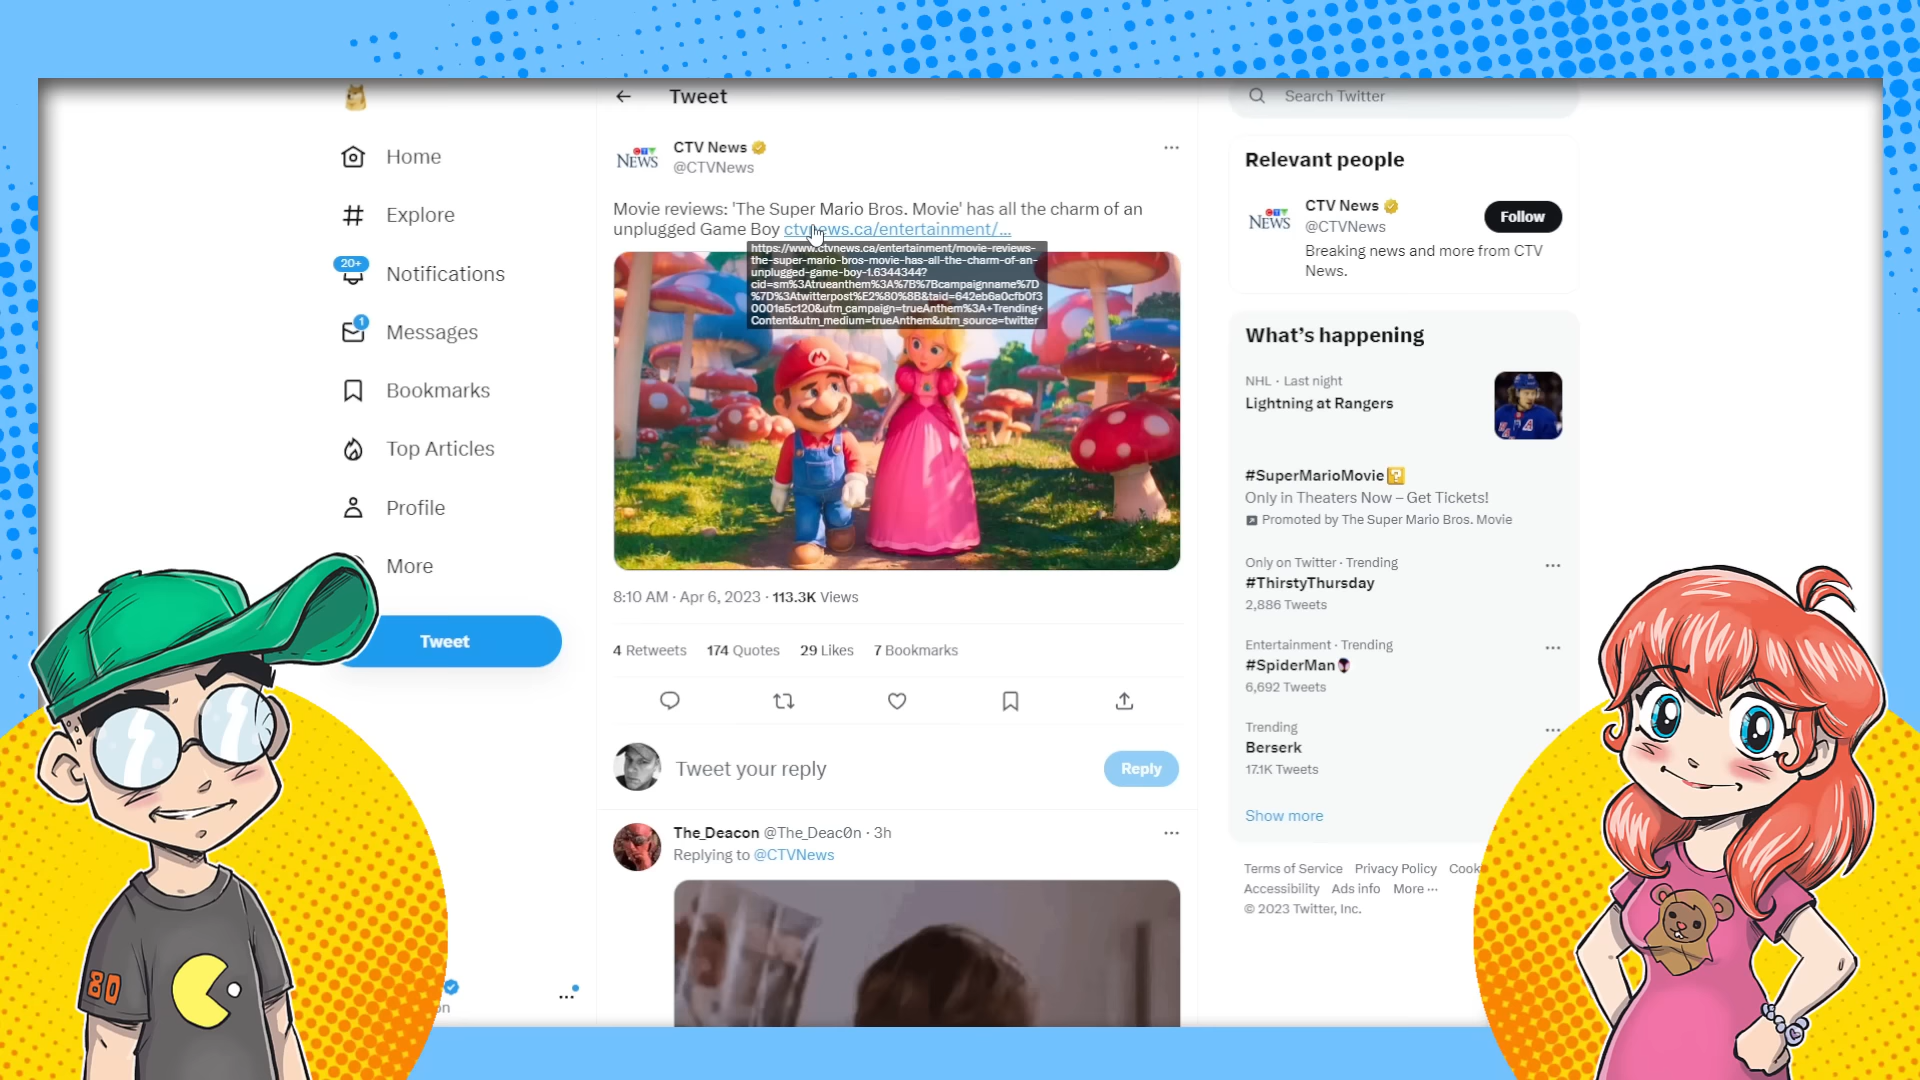 Tweet
Search Twitter
Home
Explore
20+
Notifications
1
Messages
Bookmarks
Top Articles
Profile
More
Tweet
CTV
NEWS
CTV News
@CTVNews
Movie reviews: 'The Super Mario Bros. Movie' has all the charm of an
unplugged Game Boy ctvnews.ca/entertainment/...
https://www.ctvnews.ca/entertainment/movie-reviews-
the-super-mario-bros-movie-has-all-the-charm-of-an-
unplugged-game-boy-1.6344344?
cid=sm%3Atrueanthem%3A%7B%7Bcampaignname%7D
%7D%3Atwitterpost%E2%80%8B&taid=642eb6a0cfb0f3
0001a5c120&utm_campaign=trueAnthem%3A+Trending+
Content&utm_medium=trueAnthem&utm_source=twitter
M
8:10 AM · Apr 6, 2023 · 113.3K Views
4 Retweets 174 Quotes 29 Likes 7 Bookmarks
Tweet your reply
Reply
The_Deacon @The_Deac0n · 3h
Replying to @CTVNews
Relevant people
CTV
NEWS
CTV News
@CTVNews
Follow
Breaking news and more from CTV
News.
What's happening
NHL · Last night
Lightning at Rangers
#SuperMarioMovie
Only in Theaters Now – Get Tickets!
Promoted by The Super Mario Bros. Movie
Only on Twitter · Trending
#ThirstyThursday
2,886 Tweets
Entertainment · Trending
#SpiderMan
6,692 Tweets
Trending
Berserk
17.1K Tweets
Show more
Terms of Service Privacy Policy Cook
Accessibility Ads info More ···
© 2023 Twitter, Inc.
80
on